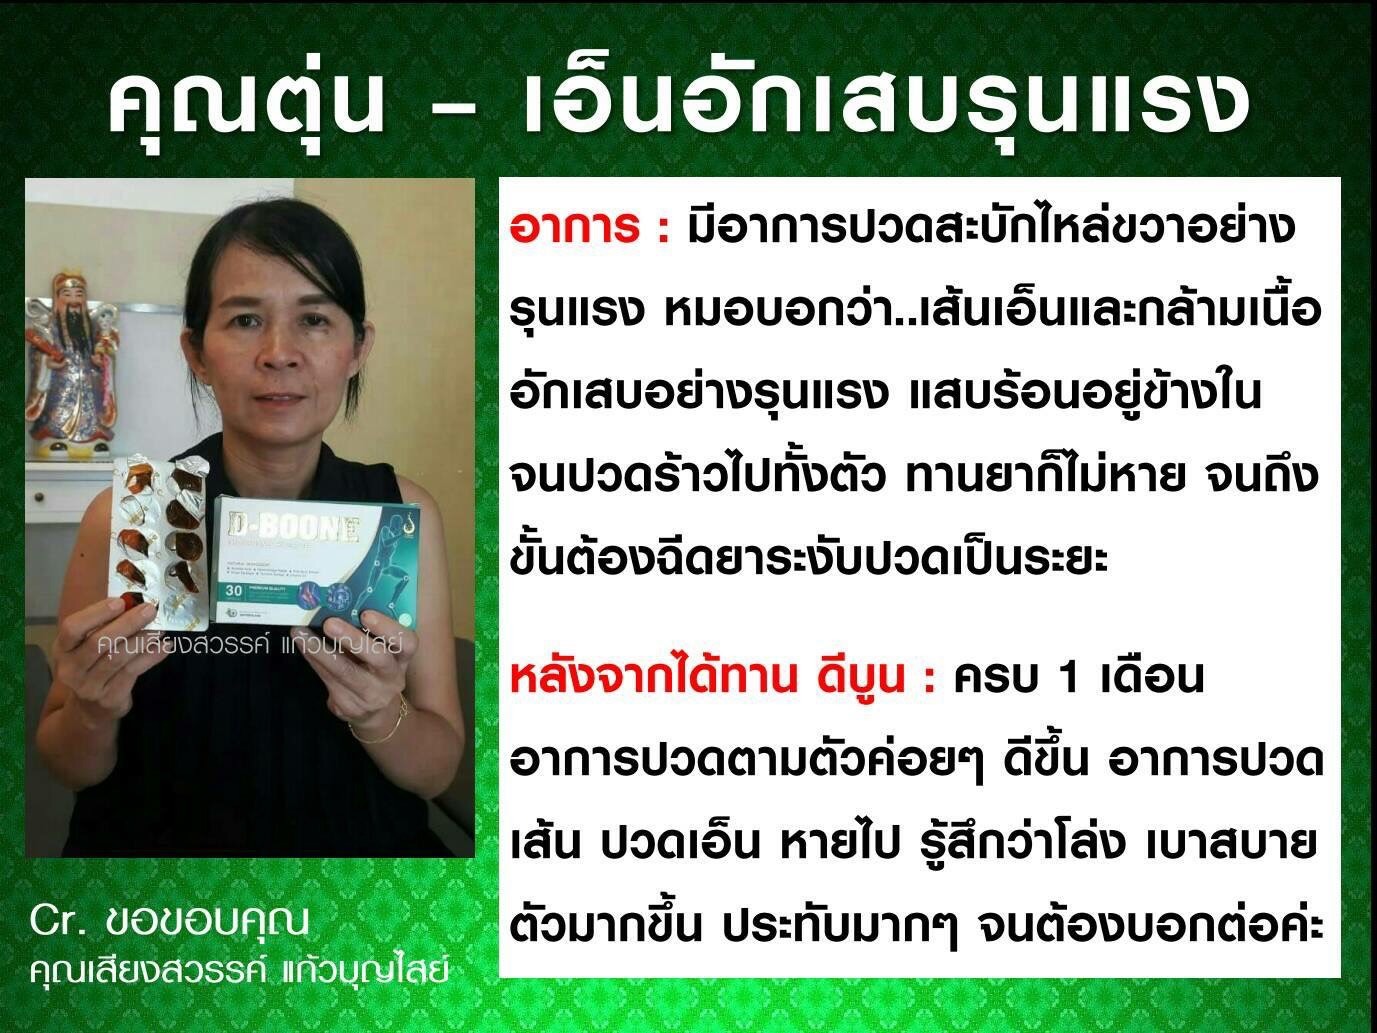 คุณตุ่น – เอ็นอักเสบรุนแรง
อาการ : มีอาการปวดสะบักไหล่ขวาอย่าง
รุนแรง หมอบอกว่า..เส้นเอ็นและกล้ามเนื้อ
อักเสบอย่างรุนแรง แสบร้อนอยู่ข้างใน
จนปวดร้าวไปทั้งตัว ทานยาก็ไม่หาย จนถึง
ขั้นต้องฉีดยาระงับปวดเป็นระยะ
หลังจากได้ทาน ดีบูน : ครบ 1 เดือน
อาการปวดตามตัวค่อยๆ ดีขึ้น อาการปวด
เส้น ปวดเอ็น หายไป รู้สึกว่าโล่ง เบาสบาย
ตัวมากขึ้น ประทับมากๆ จนต้องบอกต่อค่ะ
D-BOONE
30
PREMIUM QUALITY
คุณเสียงสวรรค์ แก้วบุญไสย์
Cr. ขอขอบคุณ
คุณเสียงสวรรค์ แก้วบุญไสย์